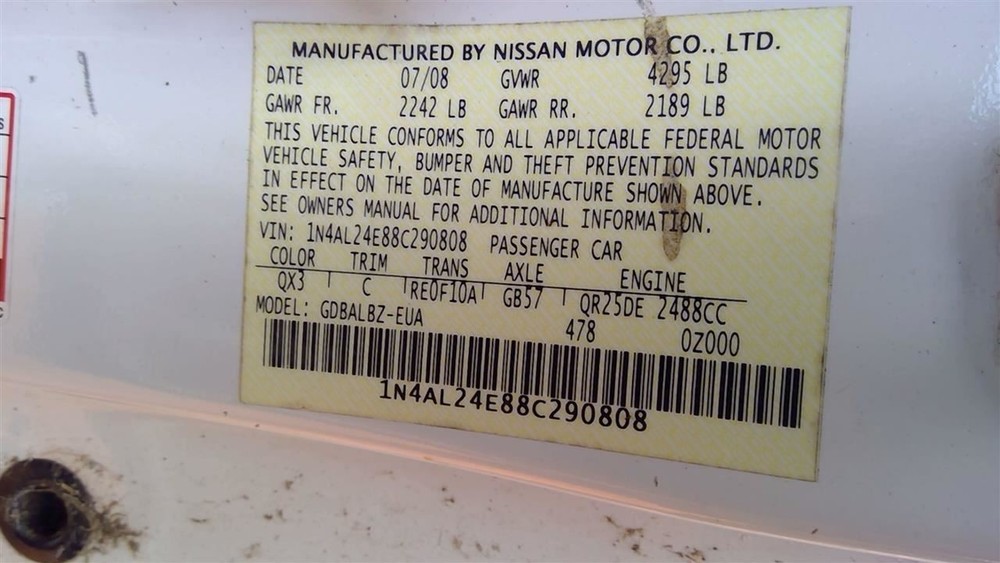 MANUFACTURED BY NISSAN MOTOR CO., LTD.
DATE 07/08 GVWR 4295 LB
GAWR FR. 2242 LB GAWR RR. 2189 LB
THIS VEHICLE CONFORMS TO ALL APPLICABLE FEDERAL MOTOR
VEHICLE SAFETY, BUMPER AND THEFT PREVENTION STANDARDS
IN EFFECT ON THE DATE OF MANUFACTURE SHOWN ABOVE.
SEE OWNERS MANUAL FOR ADDITIONAL INFORMATION.
VIN: 1N4AL24E88C290808 PASSENGER CAR
COLOR TRIM TRANS AXLE ENGINE
QX3 C RE0F10A GB57 QR25DE 2488CC
MODEL: GDBALBZ-EUA
478 0Z000
1N4AL24E88C290808